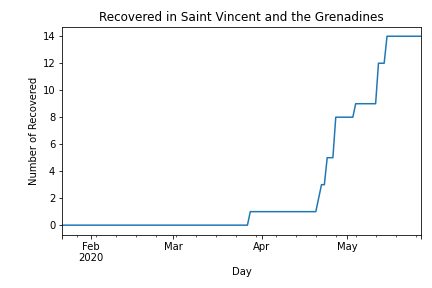 Recovered in Saint Vincent and the Grenadines
14
12
10
8
6
4
2
0
Number of Recovered
Feb
2020
Mar
Apr
May
Day